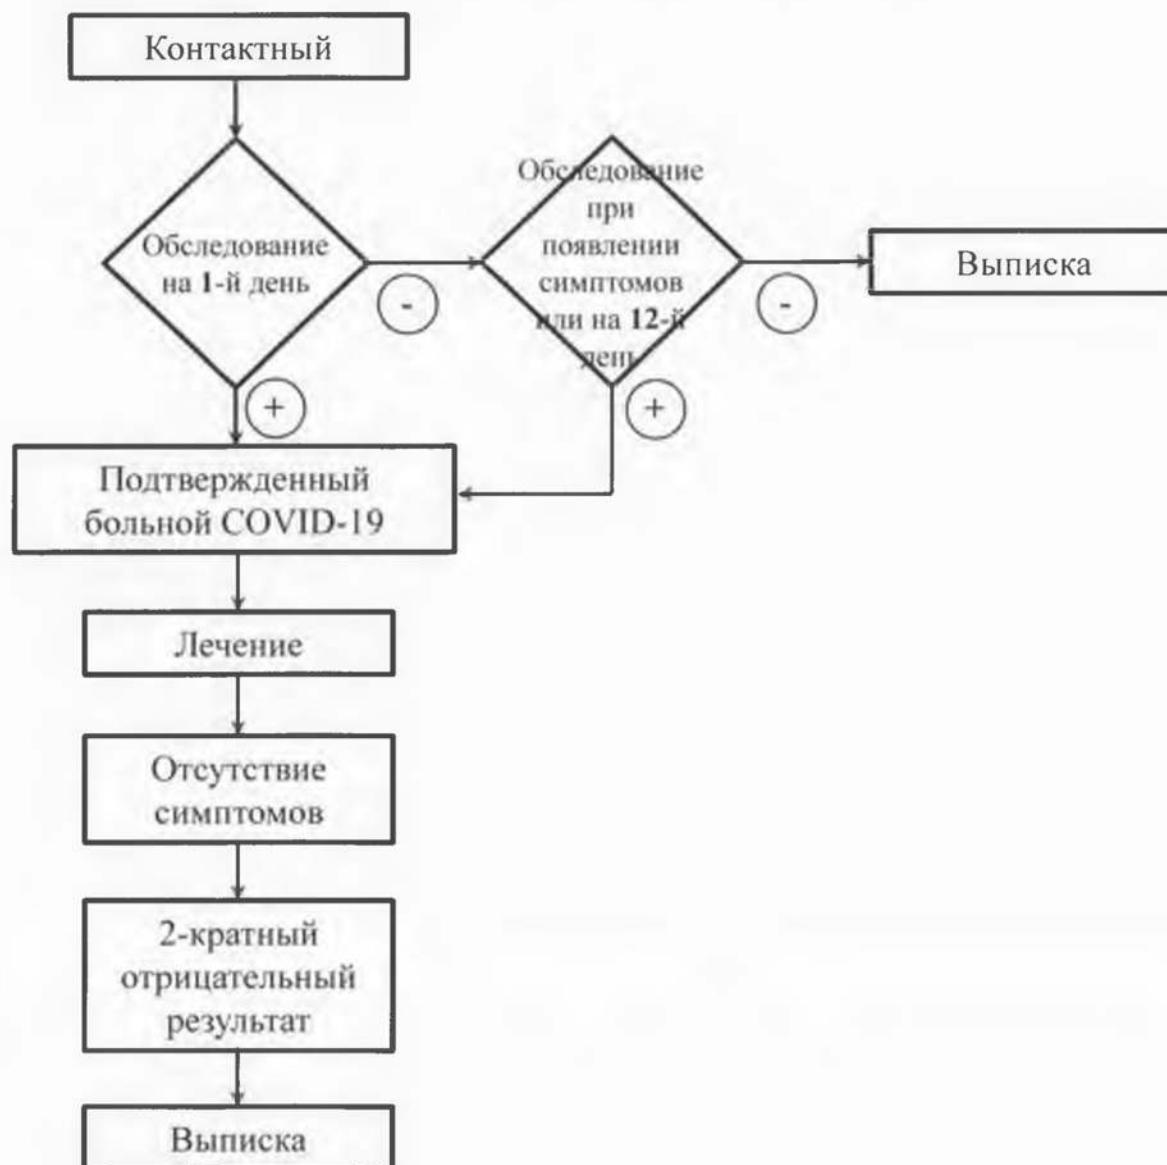 Контактный
Обследование
на 1-й день
-
Обследование
при
появлении
симптомов
или на 12-й
день
-
Выписка
+
+
Подтвержденный
больной COVID-19
Лечение
Отсутствие
симптомов
2-кратный
отрицательный
результат
Выписка